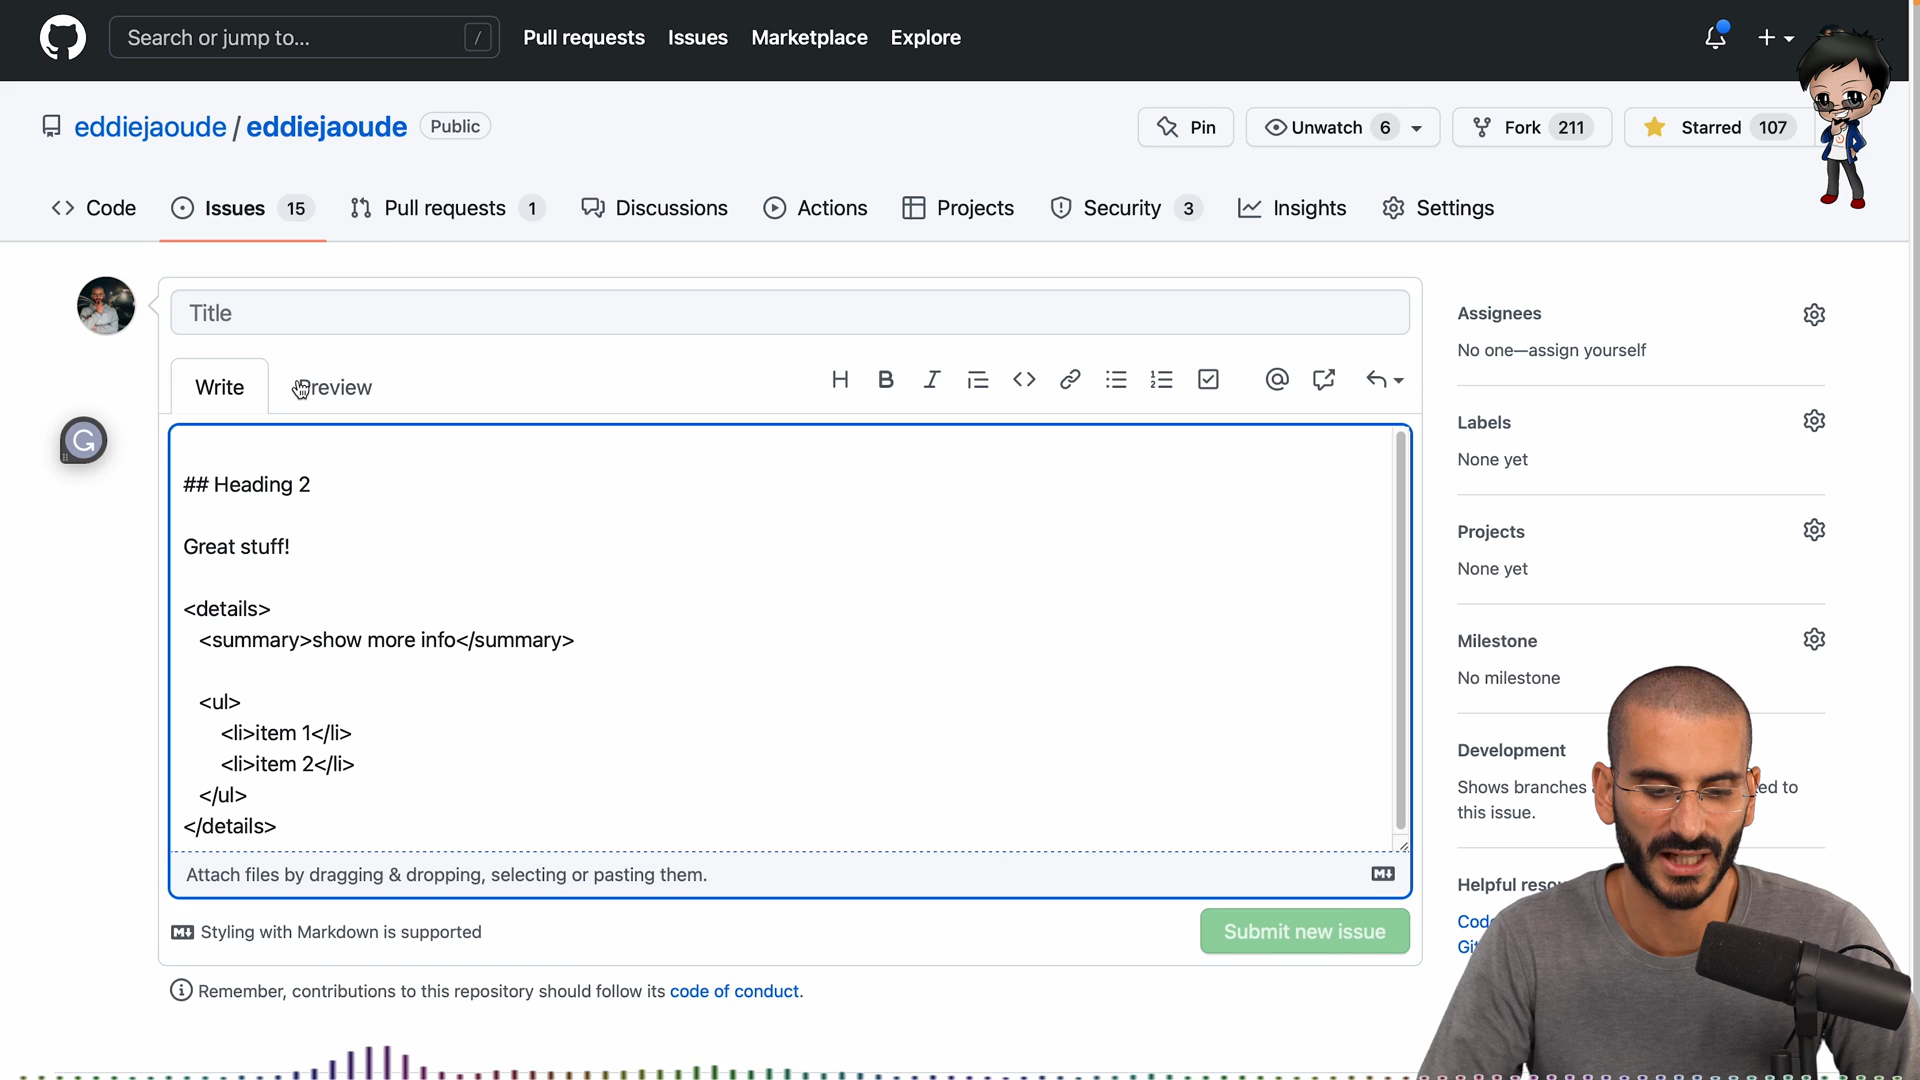 Search or jump to... /
Pull requests Issues Marketplace Explore
eddiejaoude / eddiejaoude Public
Pin
Unwatch 6
Fork 211
Starred 107
Code
Issues 15
Pull requests 1
Discussions
Actions
Projects
Security 3
Insights
Settings
Title
Write
Preview
H B I
G
## Heading 2
Great stuff!
<details>
<summary>show more info</summary>
<ul>
<li>item 1</li>
<li>item 2</li>
</ul>
</details>
Attach files by dragging & dropping, selecting or pasting them.
Styling with Markdown is supported
Submit new issue
Remember, contributions to this repository should follow its code of conduct.
Assignees
No one—assign yourself
Labels
None yet
Projects
None yet
Milestone
No milestone
Development
Shows branches ed to
this issue.
Helpful